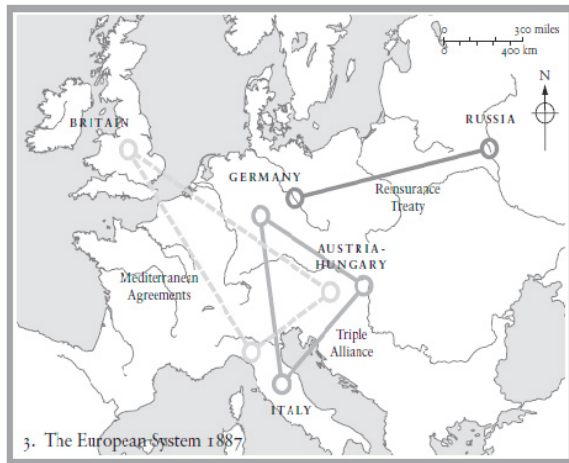 0 300 miles
0 400 km
N
BRITAIN
RUSSIA
GERMANY
Reinsurance
Treaty
AUSTRIA-
HUNGARY
Mediterranean
Agreements
Triple
Alliance
ITALY
3. The European System 1887